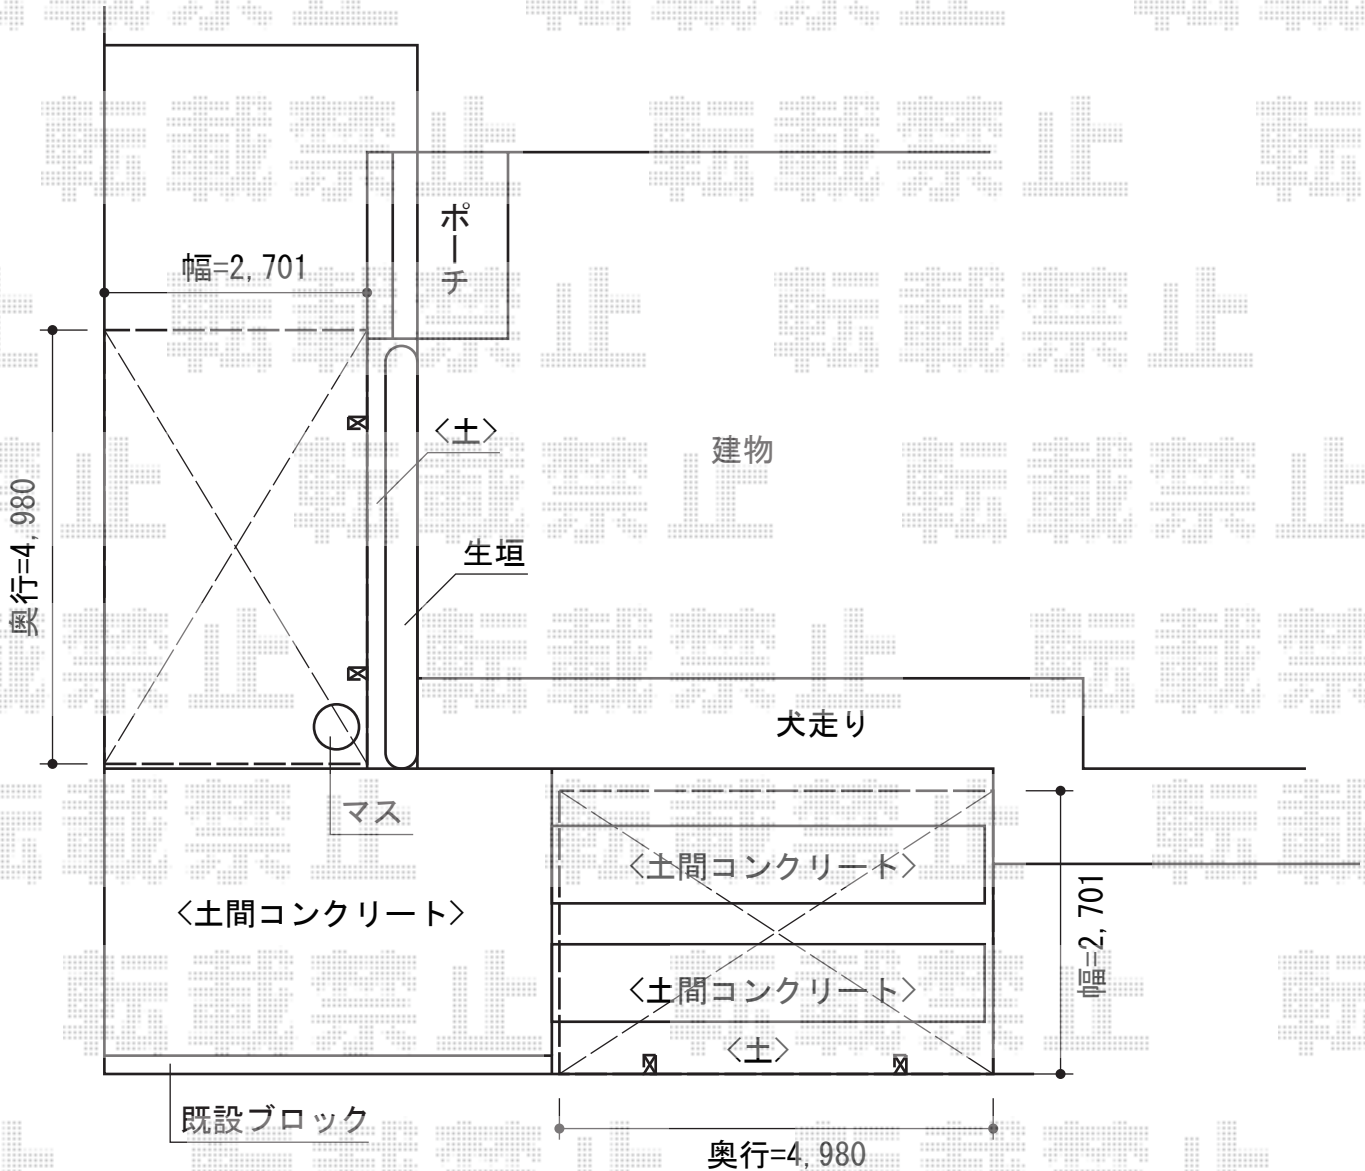 転載禁止
ポーチ
幅=2,701
<土>
建物
奥行=4,980
生垣
犬走り
マス
<土間コンクリート>
<土間コンクリート>
幅=2,701
<土間コンクリート>
<土>
既設ブロック
奥行=4,980